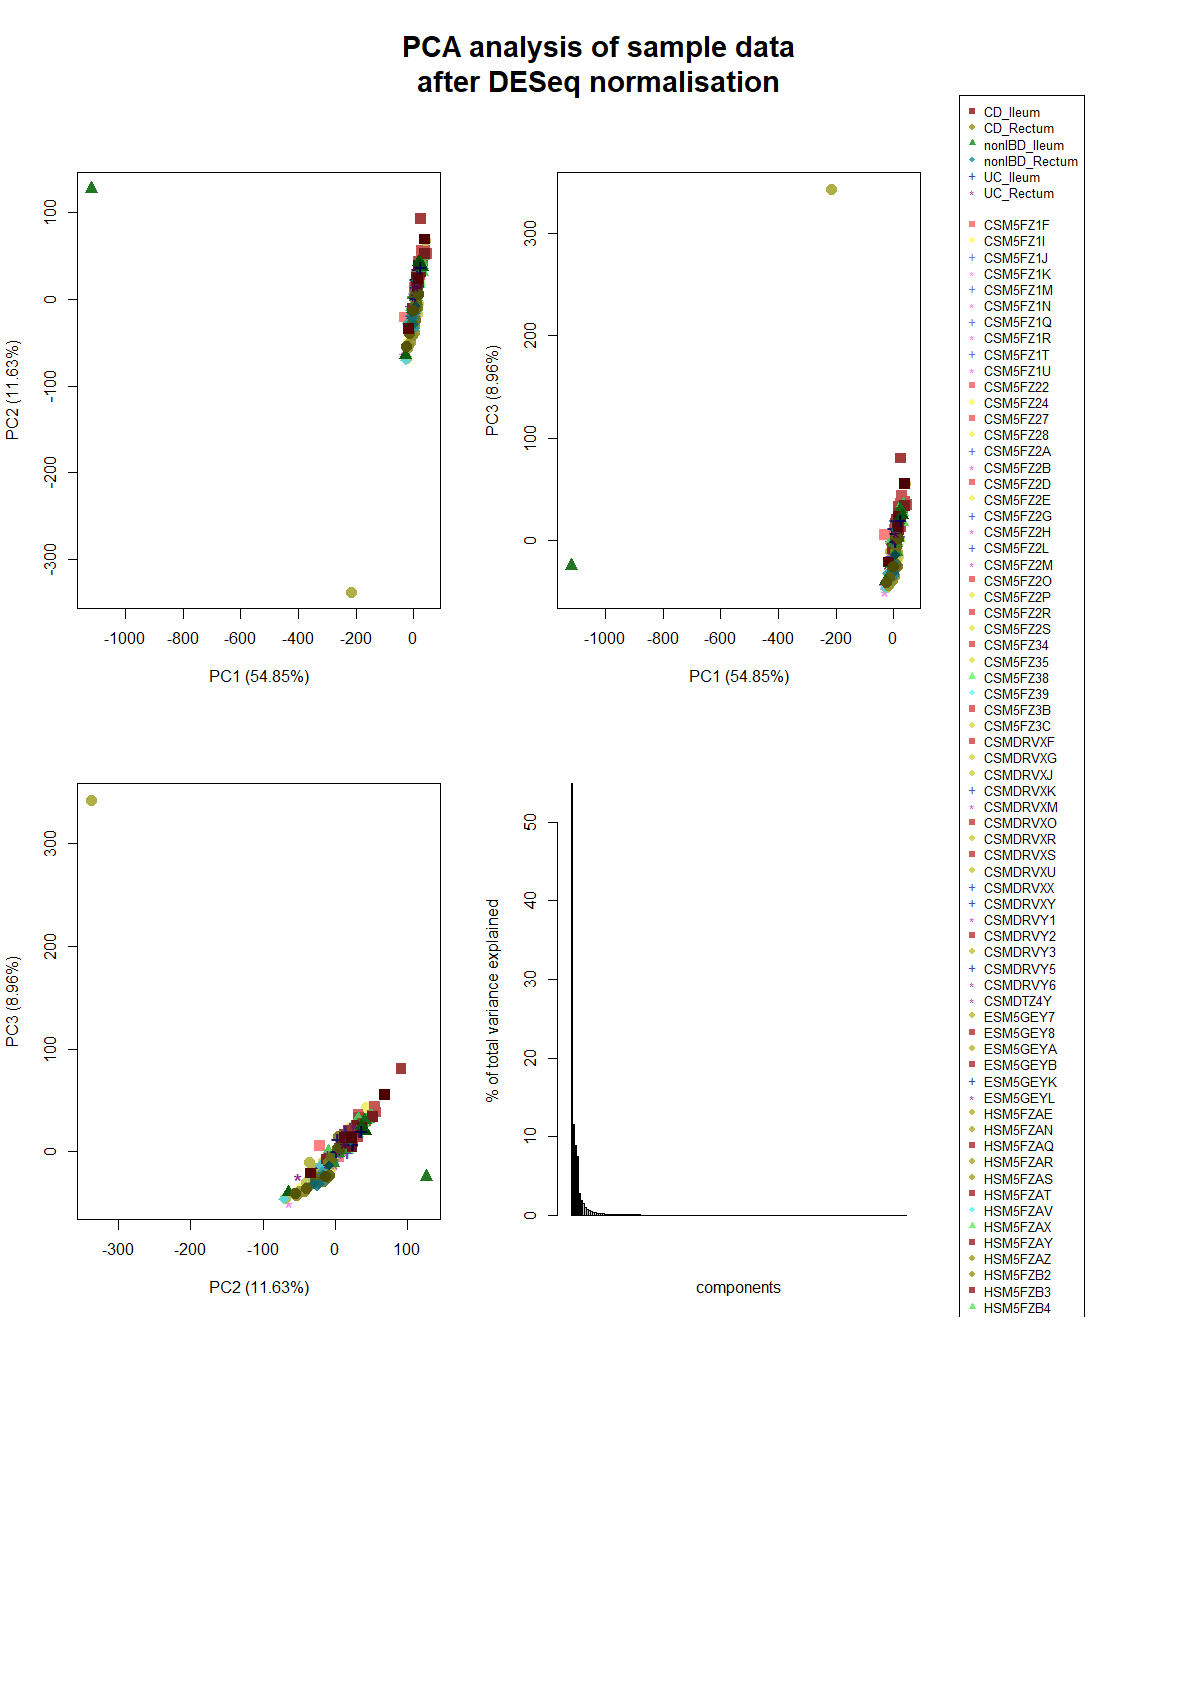 PCA analysis of sample data
after DESeq normalisation
PC2 (11.63%)
100
0
-100
-200
-300
-1000
-800
-600
-400
-200
0
PC1 (54.85%)
PC3 (8.96%)
300
200
100
0
-1000
-800
-600
-400
-200
0
PC1 (54.85%)
PC3 (8.96%)
300
200
100
0
-300
-200
-100
0
100
PC2 (11.63%)
% of total variance explained
50
40
30
20
10
0
components
CD_Ileum
CD_Rectum
nonIBD_Ileum
nonIBD_Rectum
UC_Ileum
UC_Rectum
CSM5FZ1F
CSM5FZ1I
CSM5FZ1J
CSM5FZ1K
CSM5FZ1M
CSM5FZ1N
CSM5FZ1Q
CSM5FZ1R
CSM5FZ1T
CSM5FZ1U
CSM5FZ22
CSM5FZ24
CSM5FZ27
CSM5FZ28
CSM5FZ2A
CSM5FZ2B
CSM5FZ2D
CSM5FZ2E
CSM5FZ2G
CSM5FZ2H
CSM5FZ2L
CSM5FZ2M
CSM5FZ2O
CSM5FZ2P
CSM5FZ2R
CSM5FZ2S
CSM5FZ34
CSM5FZ35
CSM5FZ38
CSM5FZ39
CSM5FZ3B
CSM5FZ3C
CSMDRVXF
CSMDRVXG
CSMDRVXJ
CSMDRVXK
CSMDRVXM
CSMDRVXO
CSMDRVXR
CSMDRVXS
CSMDRVXU
CSMDRVXX
CSMDRVXY
CSMDRVY1
CSMDRVY2
CSMDRVY3
CSMDRVY5
CSMDRVY6
CSMDTZ4Y
ESM5GEY7
ESM5GEY8
ESM5GEYA
ESM5GEYB
ESM5GEYK
ESM5GEYL
HSM5FZAE
HSM5FZAN
HSM5FZAQ
HSM5FZAR
HSM5FZAS
HSM5FZAT
HSM5FZAV
HSM5FZAX
HSM5FZAY
HSM5FZAZ
HSM5FZB2
HSM5FZB3
HSM5FZB4